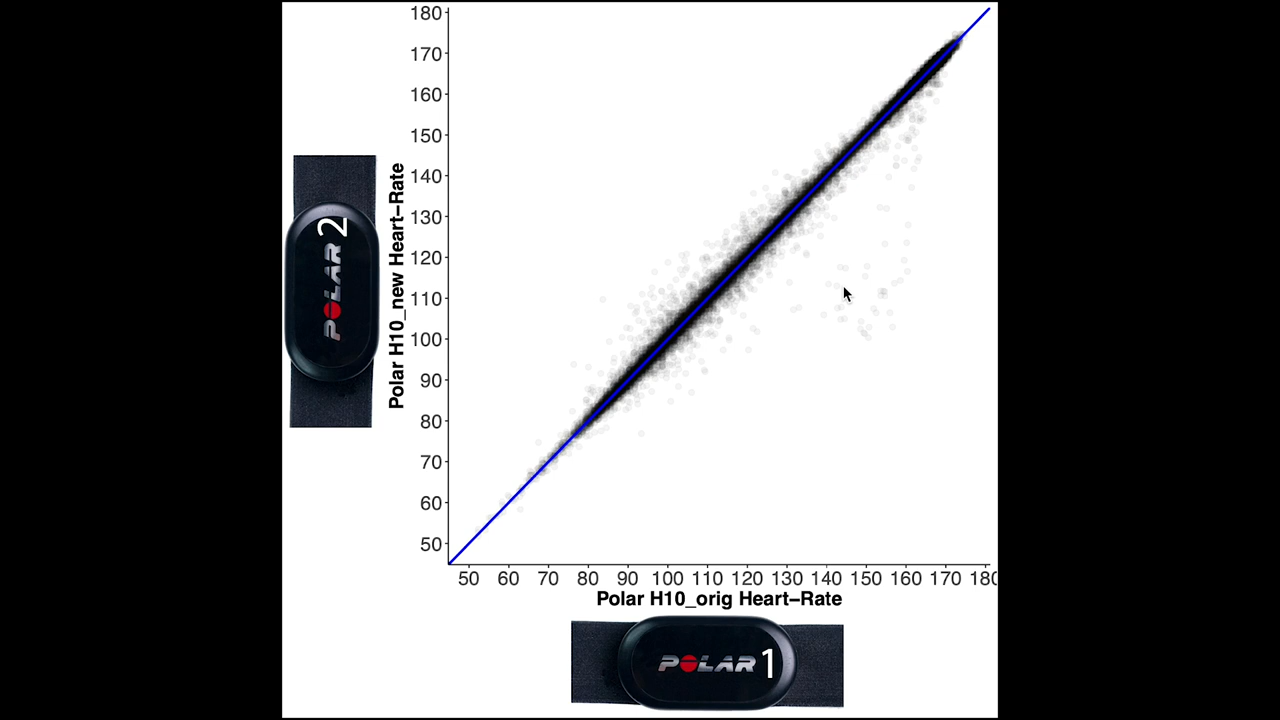 180
170
160
150
140
130
120
110
100
90
80
70
60
50
Polar H10_new Heart-Rate
POLAR 2
50 60 70 80 90 100 110 120 130 140 150 160 170 180
Polar H10_orig Heart-Rate
POLAR 1